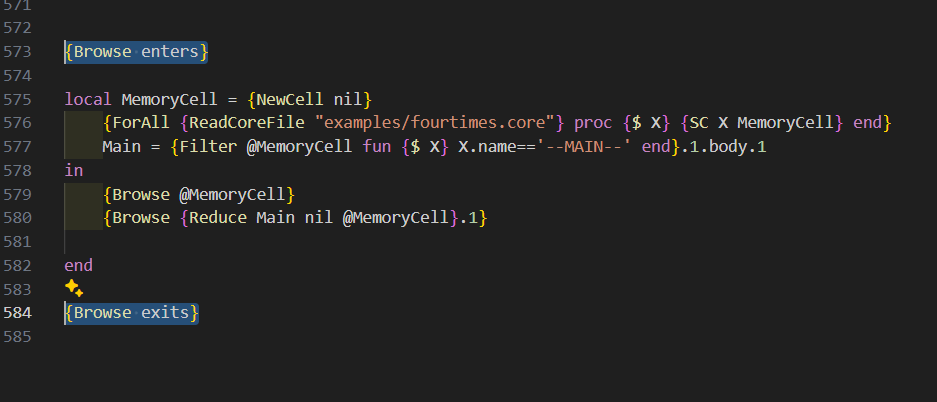 571
572
573 {Browse enters}
574
575 local MemoryCell = {NewCell nil}
576 {ForAll {ReadCoreFile "examples/fourtimes.core"} proc {$ X} {SC X MemoryCell} end}
577 Main = {Filter @MemoryCell fun {$ X} X.name=='--MAIN--' end}.1.body.1
578 in
579 {Browse @MemoryCell}
580 {Browse {Reduce Main nil @MemoryCell}.1}
581
582 end
583
584 {Browse exits}
585